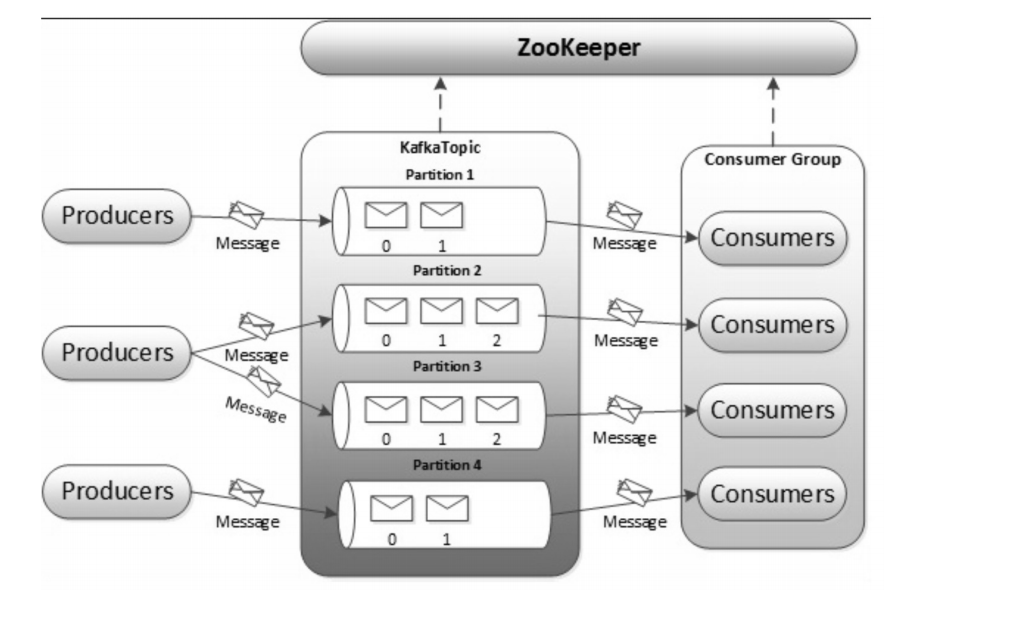 ZooKeeper
KafkaTopic
Consumer Group
Partition 1
Producers
Message
0 1
Message
Consumers
Partition 2
Producers
Message
Message
0 1 2
Message
Consumers
Partition 3
0 1 2
Message
Consumers
Partition 4
Producers
Message
0 1
Message
Consumers